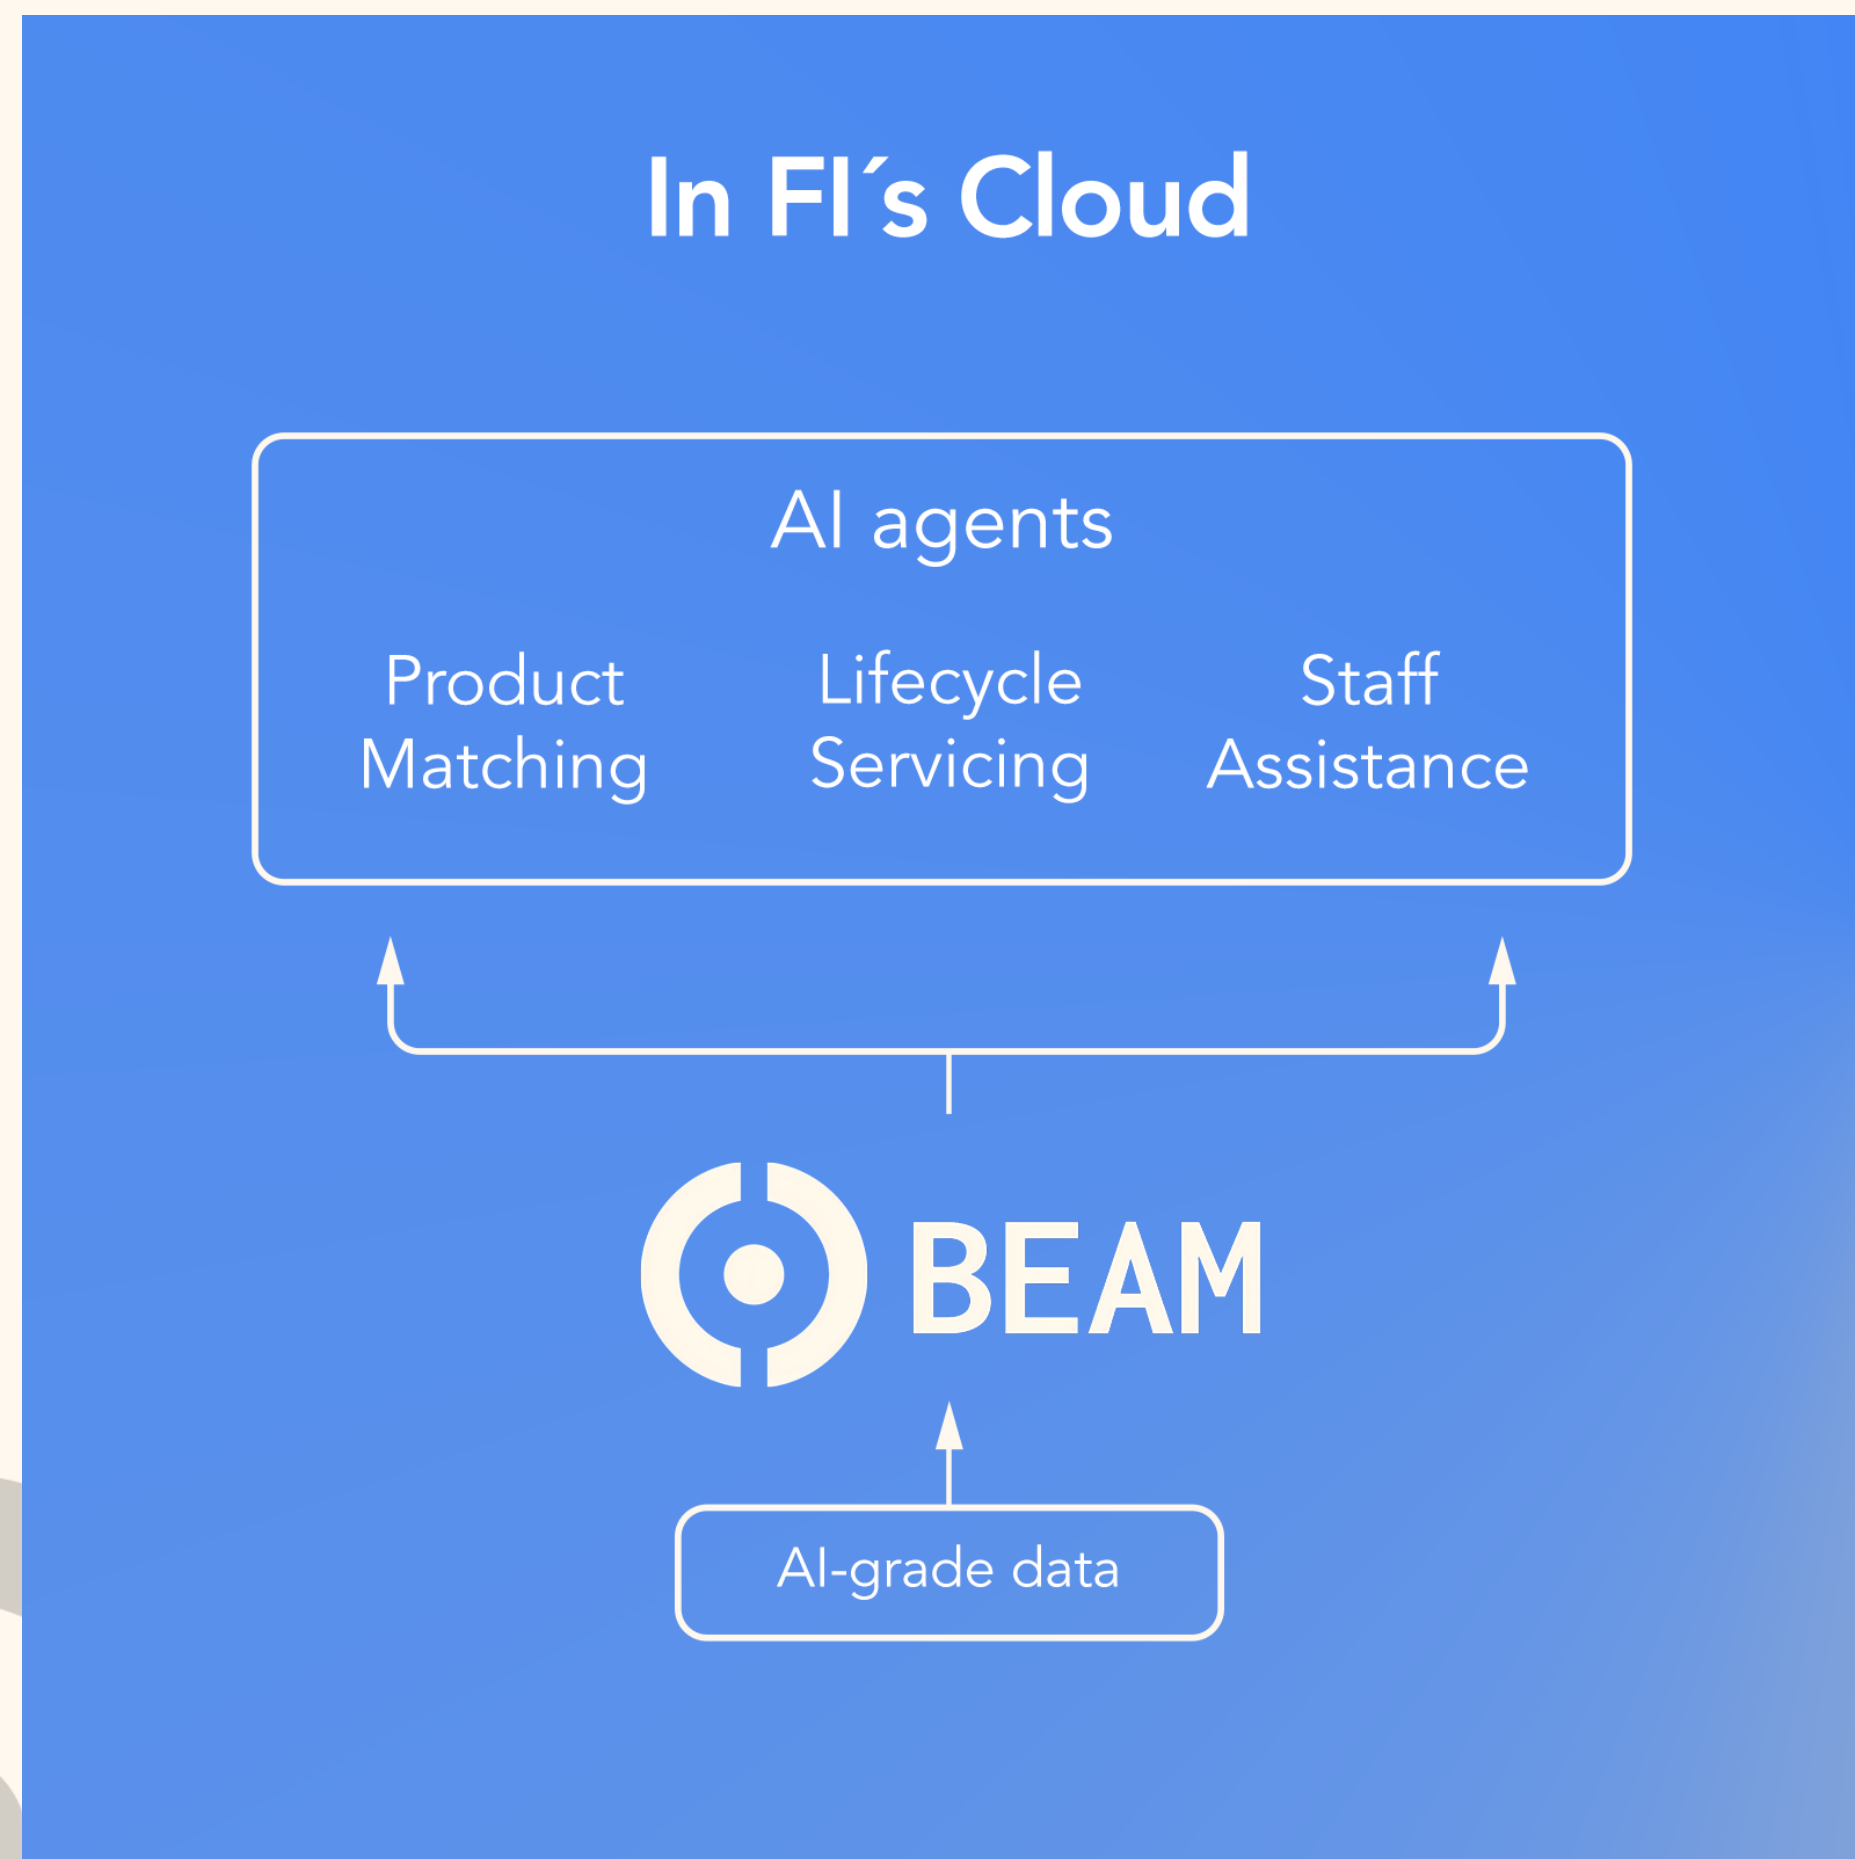 In FI´s Cloud
AI agents
Product
Matching
Lifecycle
Servicing
Staff
Assistance
BEAM
AI-grade data